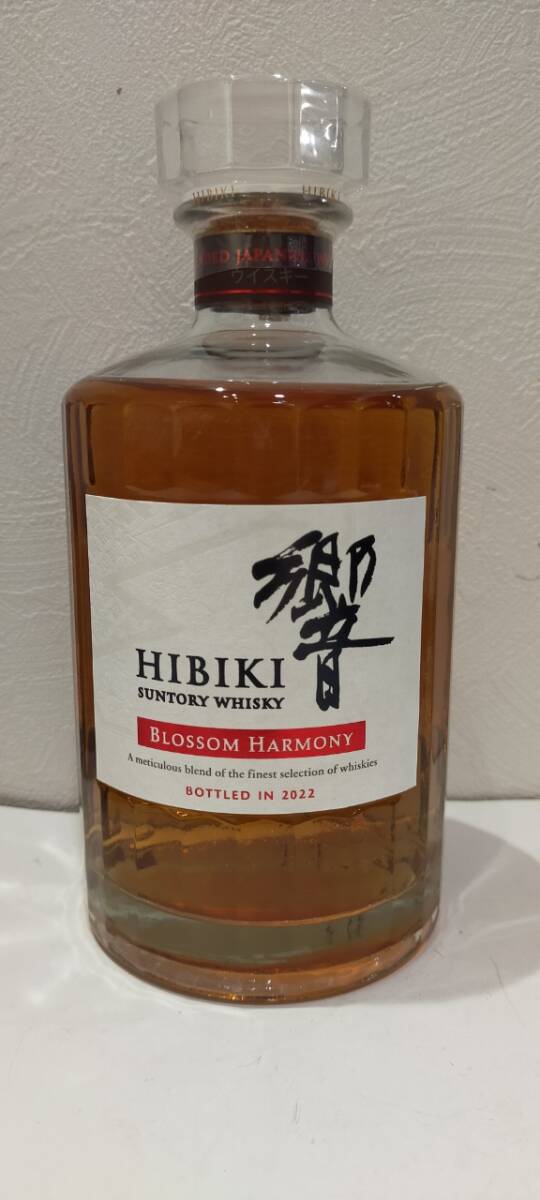 HIBIKI HIBIKI
JAPANESE
ウイスキー
響
HIBIKI
SUNTORY WHISKY
BLOSSOM HARMONY
A meticulous blend of the finest selection of whiskies
BOTTLED IN 2022